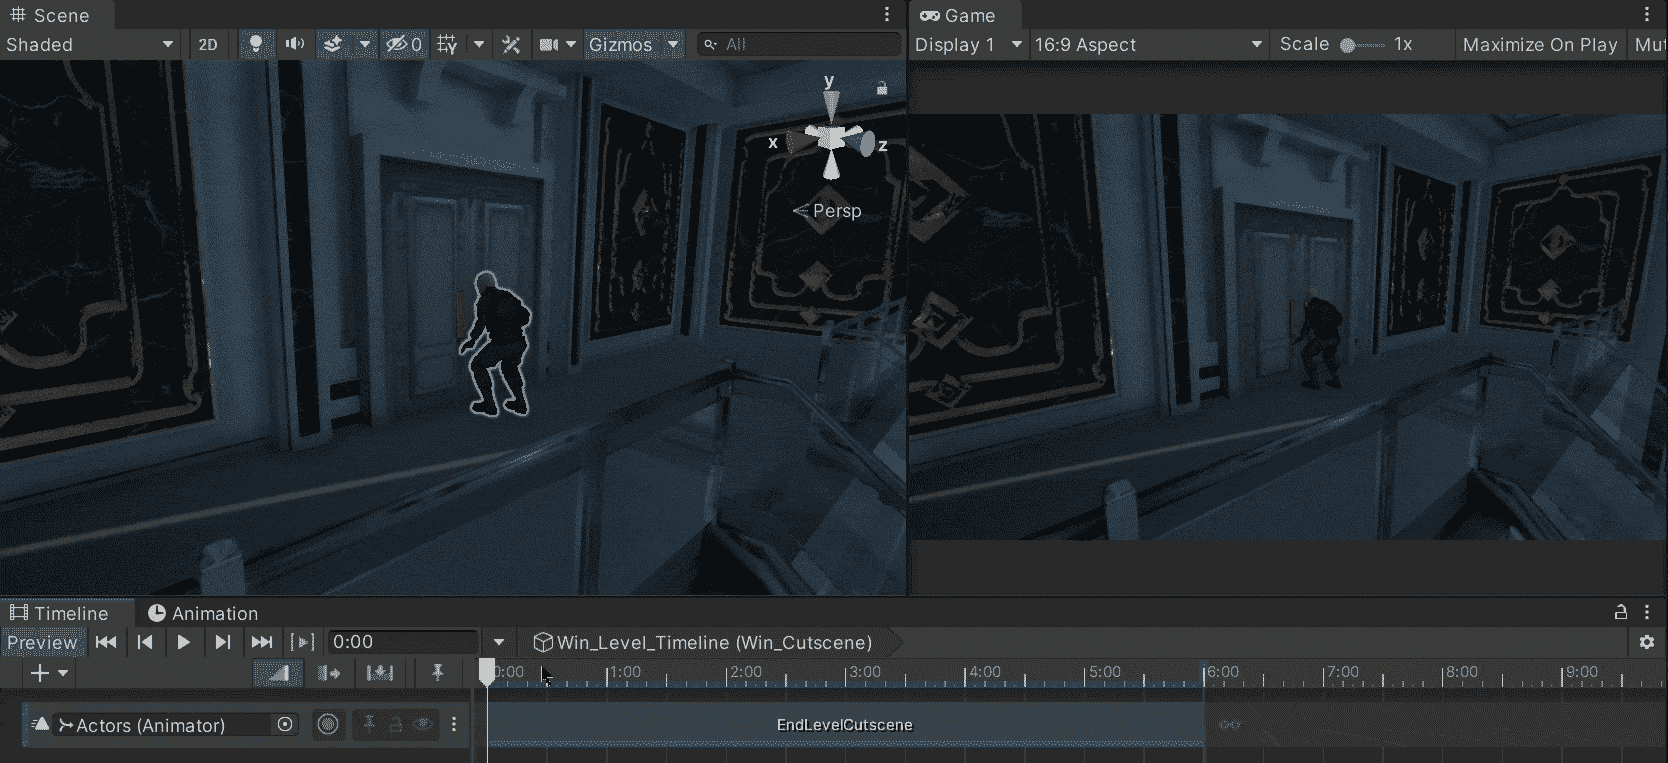 Scene
Game
Shaded
2D
0
Gizmos
All
Display 1
16:9 Aspect
Scale
1x
Maximize On Play
Mut
y
x
z
Persp
Timeline
Animation
Preview
0:00
Win_Level_Timeline (Win_Cutscene)
0:00 1:00 2:00 3:00 4:00 5:00 6:00 7:00 8:00 9:00
Actors (Animator)
EndLevelCutscene